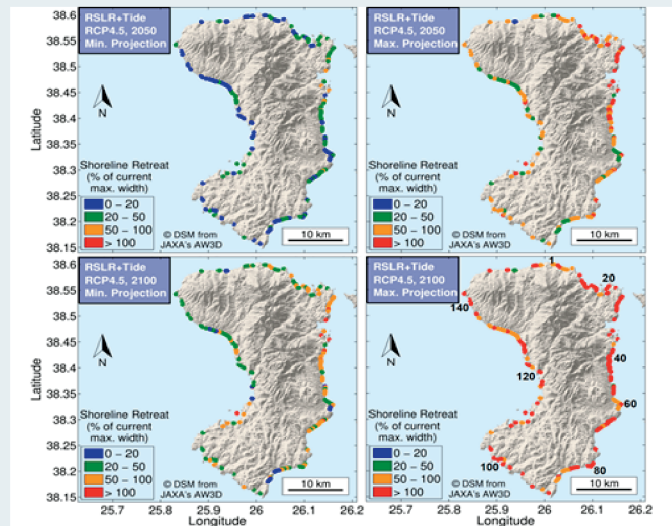 RSLR+Tide
RCP4.5, 2050
Min. Projection
N
Shoreline Retreat
(% of current
max. width)
0 – 20
20 – 50
50 – 100
> 100
© DSM from
JAXA's AW3D
10 km
Latitude
38.6
38.55
38.5
38.45
38.4
38.35
38.3
38.25
38.2
38.15
RSLR+Tide
RCP4.5, 2050
Max. Projection
N
Shoreline Retreat
(% of current
max. width)
0 – 20
20 – 50
50 – 100
> 100
© DSM from
JAXA's AW3D
10 km
Latitude
RSLR+Tide
RCP4.5, 2100
Min. Projection
N
Shoreline Retreat
(% of current
max. width)
0 – 20
20 – 50
50 – 100
> 100
© DSM from
JAXA's AW3D
10 km
Latitude
38.6
38.55
38.5
38.45
38.4
38.35
38.3
38.25
38.2
38.15
25.7 25.8 25.9 26 26.1
Longitude
RSLR+Tide
RCP4.5, 2100
Max. Projection
N
1
20
140
40
120
60
100
80
Shoreline Retreat
(% of current
max. width)
0 – 20
20 – 50
50 – 100
> 100
© DSM from
JAXA's AW3D
10 km
Latitude
25.7 25.8 25.9 26 26.1 26.2
Longitude